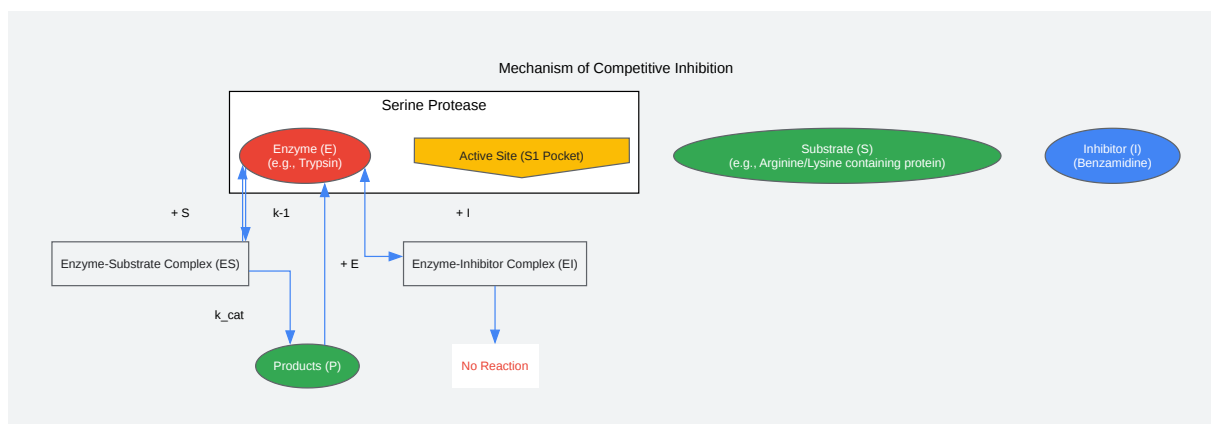 Mechanism of Competitive Inhibition
Serine Protease
Enzyme (E)
(e.g., Trypsin)
Active Site (S1 Pocket)
Substrate (S)
(e.g., Arginine/Lysine containing protein)
Inhibitor (I)
(Benzamidine)
+ S
k-1
+ I
Enzyme-Substrate Complex (ES)
+ E
Enzyme-Inhibitor Complex (EI)
k_cat
Products (P)
No Reaction